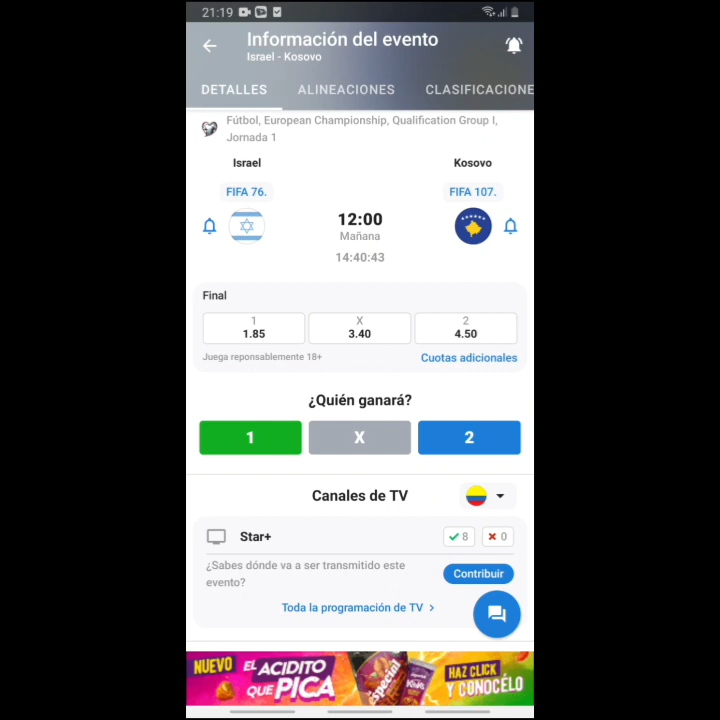 21:19
Información del evento
Israel - Kosovo
DETALLES ALINEACIONES CLASIFICACIONE
Fútbol, European Championship, Qualification Group I,
Jornada 1
Israel Kosovo
FIFA 76. FIFA 107.
12:00
Mañana
14:40:43
Final
1 X 2
1.85 3.40 4.50
Juega reponsablemente 18+ Cuotas adicionales
¿Quién ganará?
1 X 2
Canales de TV
Star+ 8 0
¿Sabes dónde va a ser transmitido este
evento?
Contribuir
Toda la programación de TV
NUEVO EL ACIDITO
QUE PICA
especial
HAZ CLICK
Y CONÓCELO